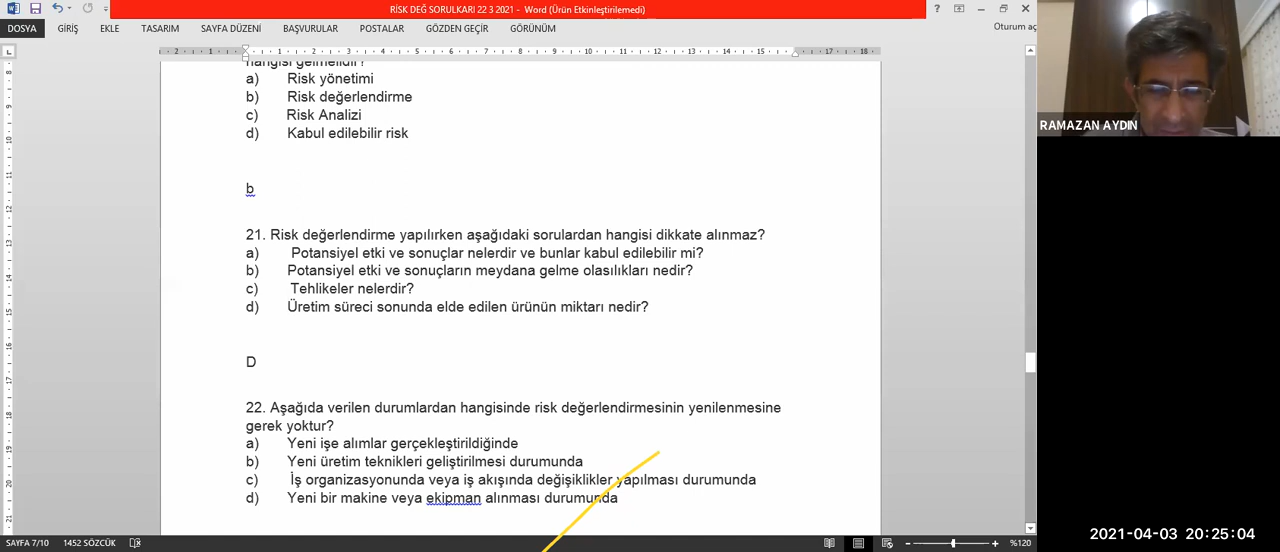 RİSK DEĞ SORULKARI 22 3 2021 - Word (Ürün Etkinleştirilemedi)
DOSYA GİRİŞ EKLE TASARIM SAYFA DÜZENİ BAŞVURULAR POSTALAR GÖZDEN GEÇİR GÖRÜNÜM Oturum aç
hangisi gelmelidir?
a) Risk yönetimi
b) Risk değerlendirme
c) Risk Analizi
d) Kabul edilebilir risk
RAMAZAN AYDIN
b
21. Risk değerlendirme yapılırken aşağıdaki sorulardan hangisi dikkate alınmaz?
a) Potansiyel etki ve sonuçlar nelerdir ve bunlar kabul edilebilir mi?
b) Potansiyel etki ve sonuçların meydana gelme olasılıkları nedir?
c) Tehlikeler nelerdir?
d) Üretim süreci sonunda elde edilen ürünün miktarı nedir?
D
22. Aşağıda verilen durumlardan hangisinde risk değerlendirmesinin yenilenmesine
gerek yoktur?
a) Yeni işe alımlar gerçekleştirildiğinde
b) Yeni üretim teknikleri geliştirilmesi durumunda
c) İş organizasyonunda veya iş akışında değişiklikler yapılması durumunda
d) Yeni bir makine veya ekipman alınması durumunda
2021-04-03 20:25:04
SAYFA 7/10 1452 SÖZCÜK %120